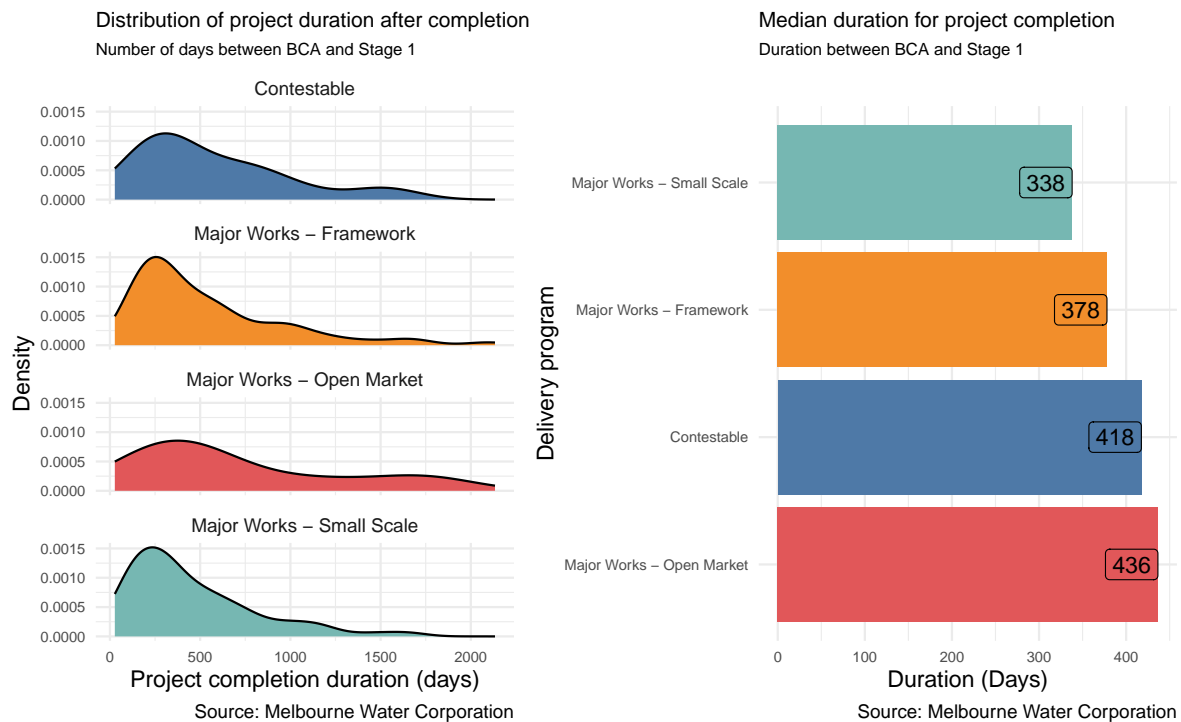 Distribution of project duration after completion
Number of days between BCA and Stage 1
Contestable
0.0015
0.0010
0.0005
0.0000
Major Works – Framework
0.0015
0.0010
0.0005
0.0000
Major Works – Open Market
0.0015
0.0010
0.0005
0.0000
Major Works – Small Scale
0.0015
0.0010
0.0005
0.0000
Density
0 500 1000 1500 2000
Project completion duration (days)
Source: Melbourne Water Corporation
Median duration for project completion
Duration between BCA and Stage 1
Delivery program
Major Works – Small Scale 338
Major Works – Framework 378
Contestable 418
Major Works – Open Market 436
0 100 200 300 400
Duration (Days)
Source: Melbourne Water Corporation